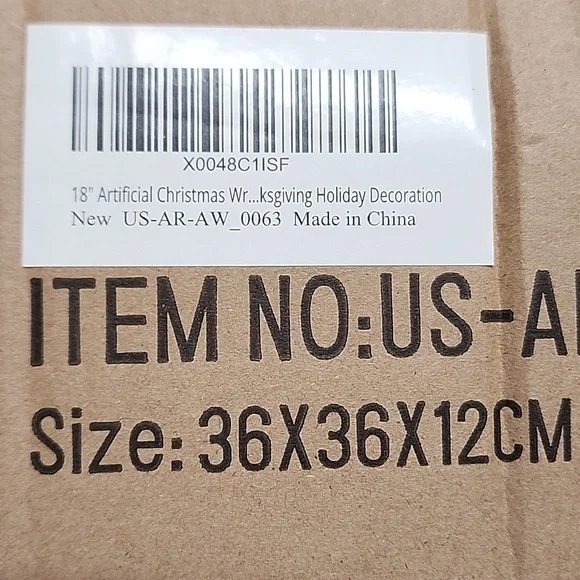 X0048C1ISF
18" Artificial Christmas Wr...ksgiving Holiday Decoration
New US-AR-AW_0063 Made in China
ITEM NO:US-A
Size: 36X36X12CM